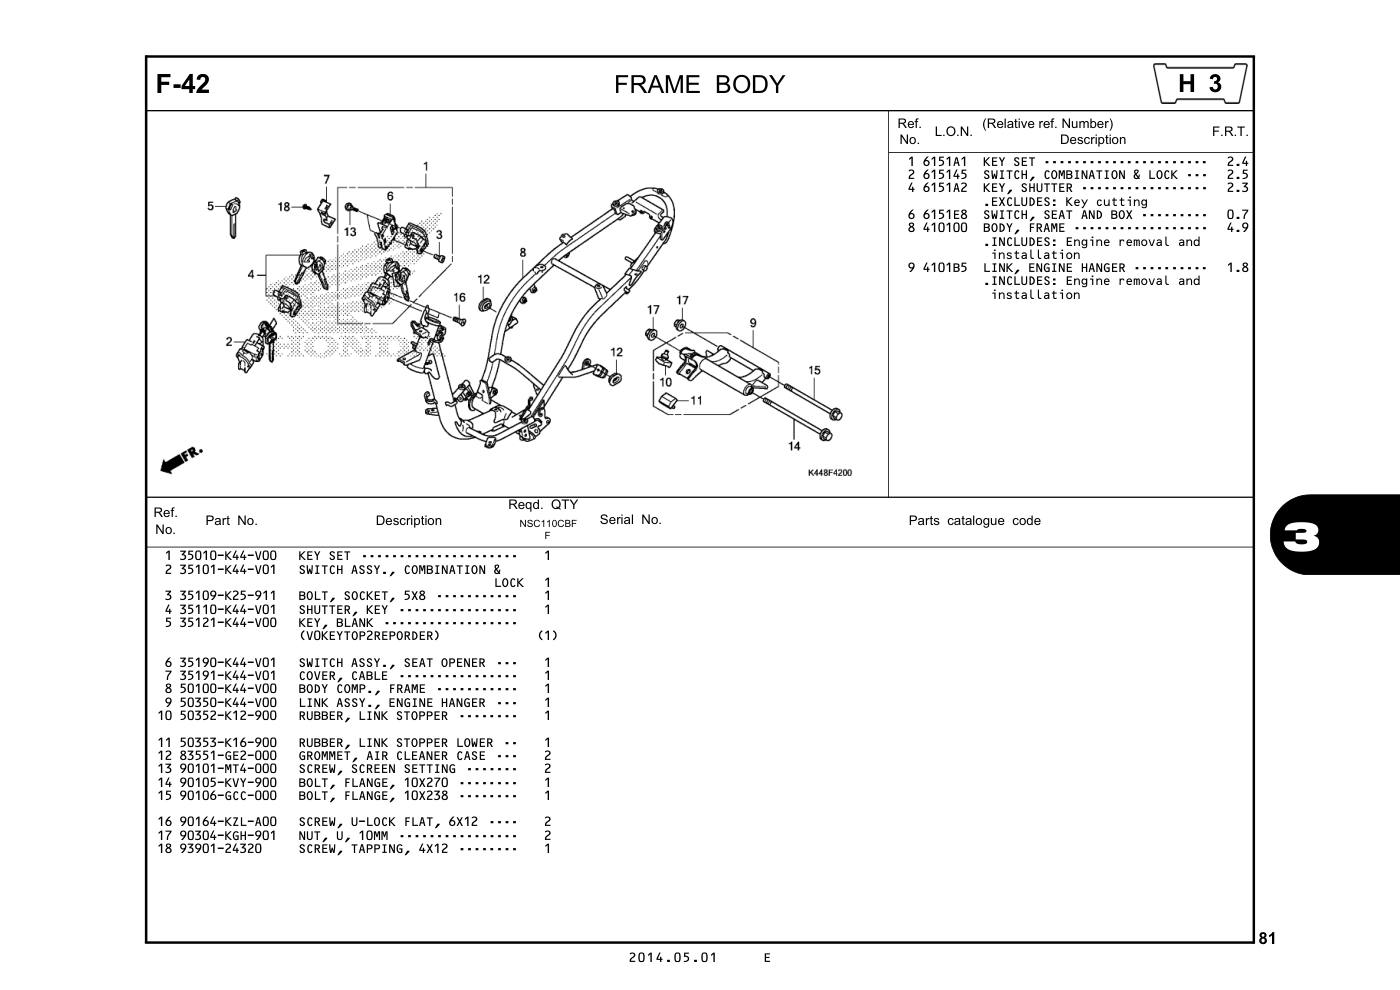 F-42 FRAME BODY H 3
Ref. No. L.O.N. (Relative ref. Number) Description F.R.T.
1 6151A1 KEY SET ---------------------- 2.4
2 615145 SWITCH, COMBINATION & LOCK --- 2.5
4 6151A2 KEY, SHUTTER ----------------- 2.3
.EXCLUDES: Key cutting
6 6151E8 SWITCH, SEAT AND BOX --------- 0.7
8 410100 BODY, FRAME ------------------ 4.9
.INCLUDES: Engine removal and
installation
9 4101B5 LINK, ENGINE HANGER ---------- 1.8
.INCLUDES: Engine removal and
installation
1
7
6
5
18
13
3
8
4
12
16
17
17
9
2
12
10
15
11
14
HONDA
FR.
K448F4200
Ref. No. Part No. Description Reqd. QTY NSC110CBF F Serial No. Parts catalogue code
1 35010-K44-V00 KEY SET --------------------- 1
2 35101-K44-V01 SWITCH ASSY., COMBINATION &
LOCK 1
3 35109-K25-911 BOLT, SOCKET, 5X8 ----------- 1
4 35110-K44-V01 SHUTTER, KEY ---------------- 1
5 35121-K44-V00 KEY, BLANK ------------------
(VOKEYTOP2REPORDER) (1)
6 35190-K44-V01 SWITCH ASSY., SEAT OPENER --- 1
7 35191-K44-V01 COVER, CABLE ---------------- 1
8 50100-K44-V00 BODY COMP., FRAME ----------- 1
9 50350-K44-V00 LINK ASSY., ENGINE HANGER --- 1
10 50352-K12-900 RUBBER, LINK STOPPER -------- 1
11 50353-K16-900 RUBBER, LINK STOPPER LOWER -- 1
12 83551-GE2-000 GROMMET, AIR CLEANER CASE --- 2
13 90101-MT4-000 SCREW, SCREEN SETTING ------- 2
14 90105-KVY-900 BOLT, FLANGE, 10X270 -------- 1
15 90106-GCC-000 BOLT, FLANGE, 10X238 -------- 1
16 90164-KZL-A00 SCREW, U-LOCK FLAT, 6X12 ---- 2
17 90304-KGH-901 NUT, U, 10MM ---------------- 2
18 93901-24320 SCREW, TAPPING, 4X12 -------- 1
3
81
2014.05.01 E